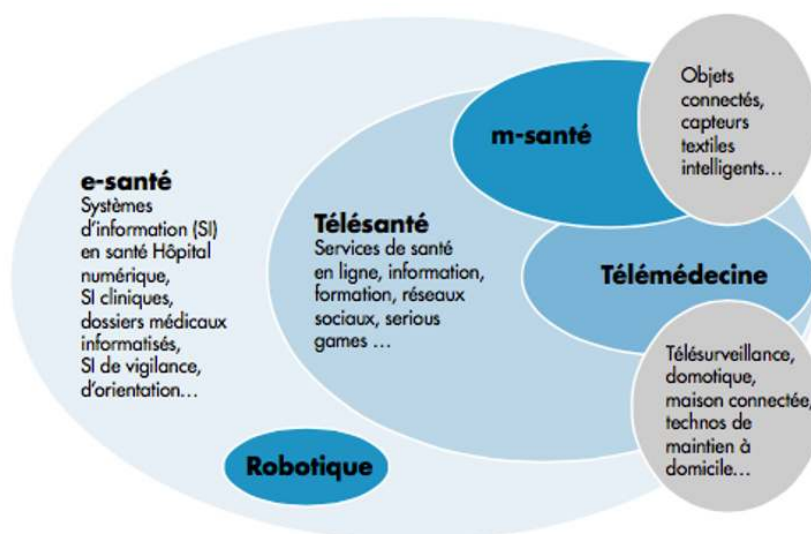 e-santé
Systèmes
d'information (SI)
en santé Hôpital
numérique,
SI cliniques,
dossiers médicaux
informatisés,
SI de vigilance,
d'orientation...
Télésanté
Services de santé
en ligne, information,
formation, réseaux
sociaux, serious
games ...
m-santé
Objets
connectés,
capteurs
textiles
intelligents...
Télémédecine
Télésurveillance,
domotique,
maison connectée,
technos de
maintien à
domicile...
Robotique